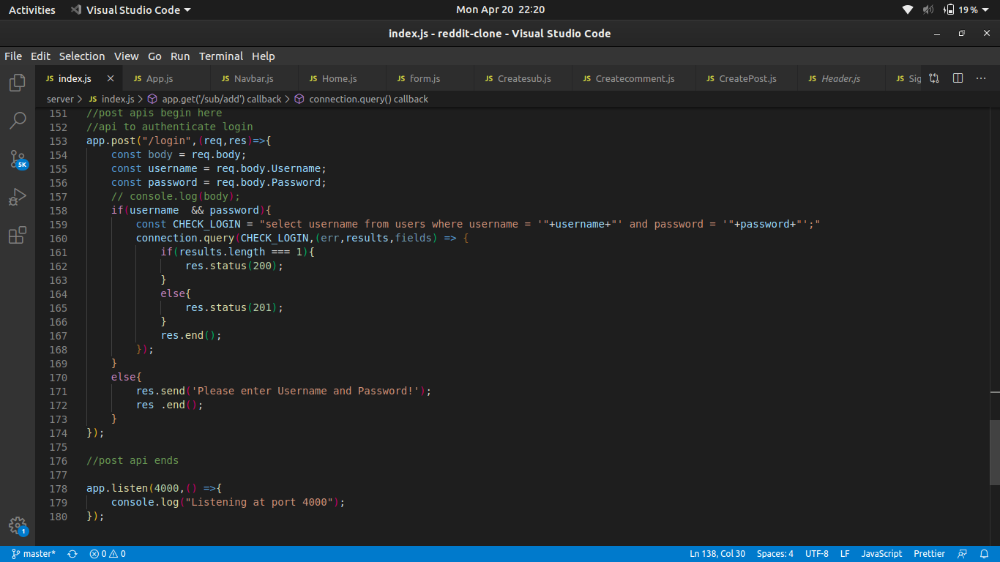 Activities Visual Studio Code Mon Apr 20 22:20 19 %
index.js - reddit-clone - Visual Studio Code
File Edit Selection View Go Run Terminal Help
JS index.js JS App.js JS Navbar.js JS Home.js JS form.js JS Createsub.js JS Createcomment.js JS CreatePost.js JS Header.js JS Sig
server > JS index.js > app.get('/sub/add') callback > connection.query() callback
151 //post apis begin here
152 //api to authenticate login
153 app.post("/login",(req,res)=>{
154 const body = req.body;
155 const username = req.body.Username;
156 const password = req.body.Password;
157 // console.log(body);
158 if(username  && password){
159 const CHECK_LOGIN = "select username from users where username = '"+username+"' and password = '"+password+"';"
160 connection.query(CHECK_LOGIN,(err,results,fields) => {
161 if(results.length === 1){
162 res.status(200);
163 }
164 else{
165 res.status(201);
166 }
167 res.end();
168 });
169 }
170 else{
171 res.send('Please enter Username and Password!');
172 res .end();
173 }
174 });
175
176 //post api ends
177
178 app.listen(4000,() =>{
179 console.log("Listening at port 4000");
180 });
5K
1
master* 0 0 Ln 138, Col 30 Spaces: 4 UTF-8 LF JavaScript Prettier